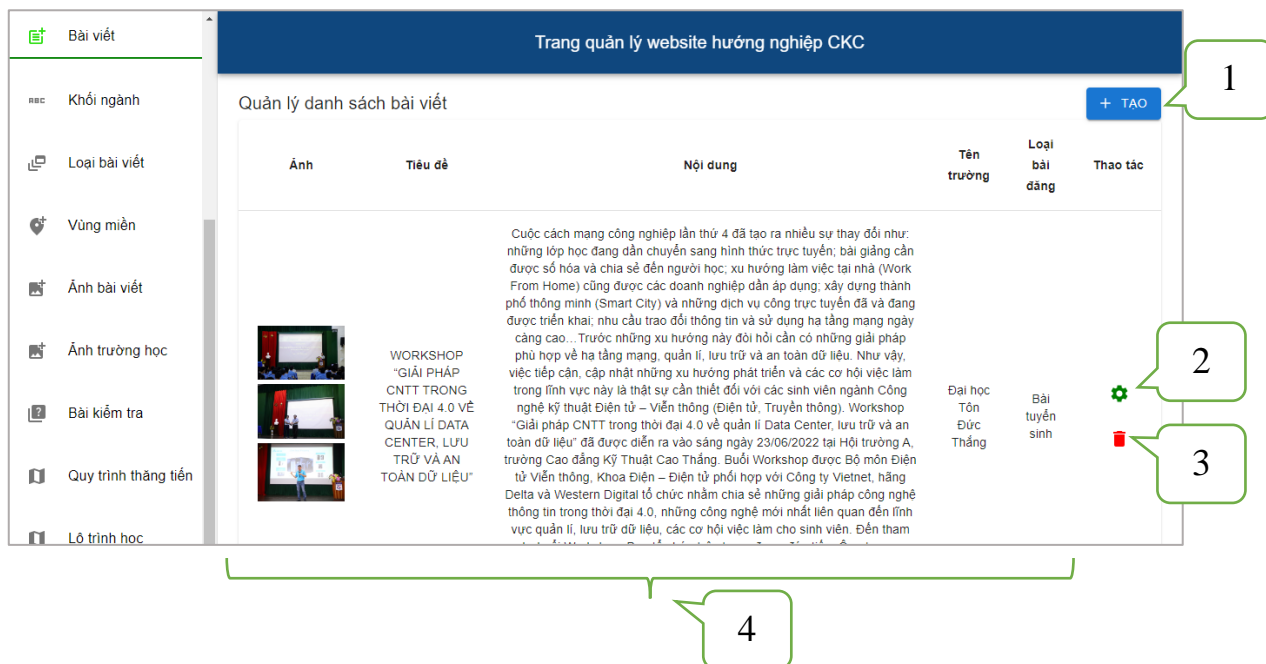 Bài viết
Trang quản lý website hướng nghiệp CKC
1
ABC Khối ngành
Quản lý danh sách bài viết
+ TẠO
Loại bài viết
Ảnh
Tiêu đề
Nội dung
Tên
trường
Loại
bài
đăng
Thao tác
Vùng miền
Ảnh bài viết
Ảnh trường học
Bài kiểm tra
Quy trình thăng tiến
Lộ trình học
WORKSHOP
“GIẢI PHÁP
CNTT TRONG
THỜI ĐẠI 4.0 VỀ
QUẢN LÍ DATA
CENTER, LƯU
TRỮ VÀ AN
TOÀN DỮ LIỆU”
Cuộc cách mạng công nghiệp lần thứ 4 đã tạo ra nhiều sự thay đổi như:
những lớp học đang dần chuyển sang hình thức trực tuyến; bài giảng cần
được số hóa và chia sẻ đến người học; xu hướng làm việc tại nhà (Work
From Home) cũng được các doanh nghiệp dần áp dụng; xây dựng thành
phố thông minh (Smart City) và những dịch vụ công trực tuyến đã và đang
được triển khai; nhu cầu trao đổi thông tin và sử dụng hạ tầng mạng ngày
càng cao…Trước những xu hướng này đòi hỏi cần có những giải pháp
phù hợp về hạ tầng mạng, quản lí, lưu trữ và an toàn dữ liệu. Như vậy,
việc tiếp cận, cập nhật những xu hướng phát triển và các cơ hội việc làm
trong lĩnh vực này là thật sự cần thiết đối với các sinh viên ngành Công
nghệ kỹ thuật Điện tử – Viễn thông (Điện tử, Truyền thông). Workshop
“Giải pháp CNTT trong thời đại 4.0 về quản lí Data Center, lưu trữ và an
toàn dữ liệu” đã được diễn ra vào sáng ngày 23/06/2022 tại Hội trường A,
trường Cao đẳng Kỹ Thuật Cao Thắng. Buổi Workshop được Bộ môn Điện
tử Viễn thông, Khoa Điện – Điện tử phối hợp với Công ty Vietnet, hãng
Delta và Western Digital tổ chức nhằm chia sẻ những giải pháp công nghệ
thông tin trong thời đại 4.0, những công nghệ mới nhất liên quan đến lĩnh
vực quản lí, lưu trữ dữ liệu, các cơ hội việc làm cho sinh viên. Đến tham
Đại học
Tôn
Đức
Thắng
Bài
tuyển
sinh
2
3
4